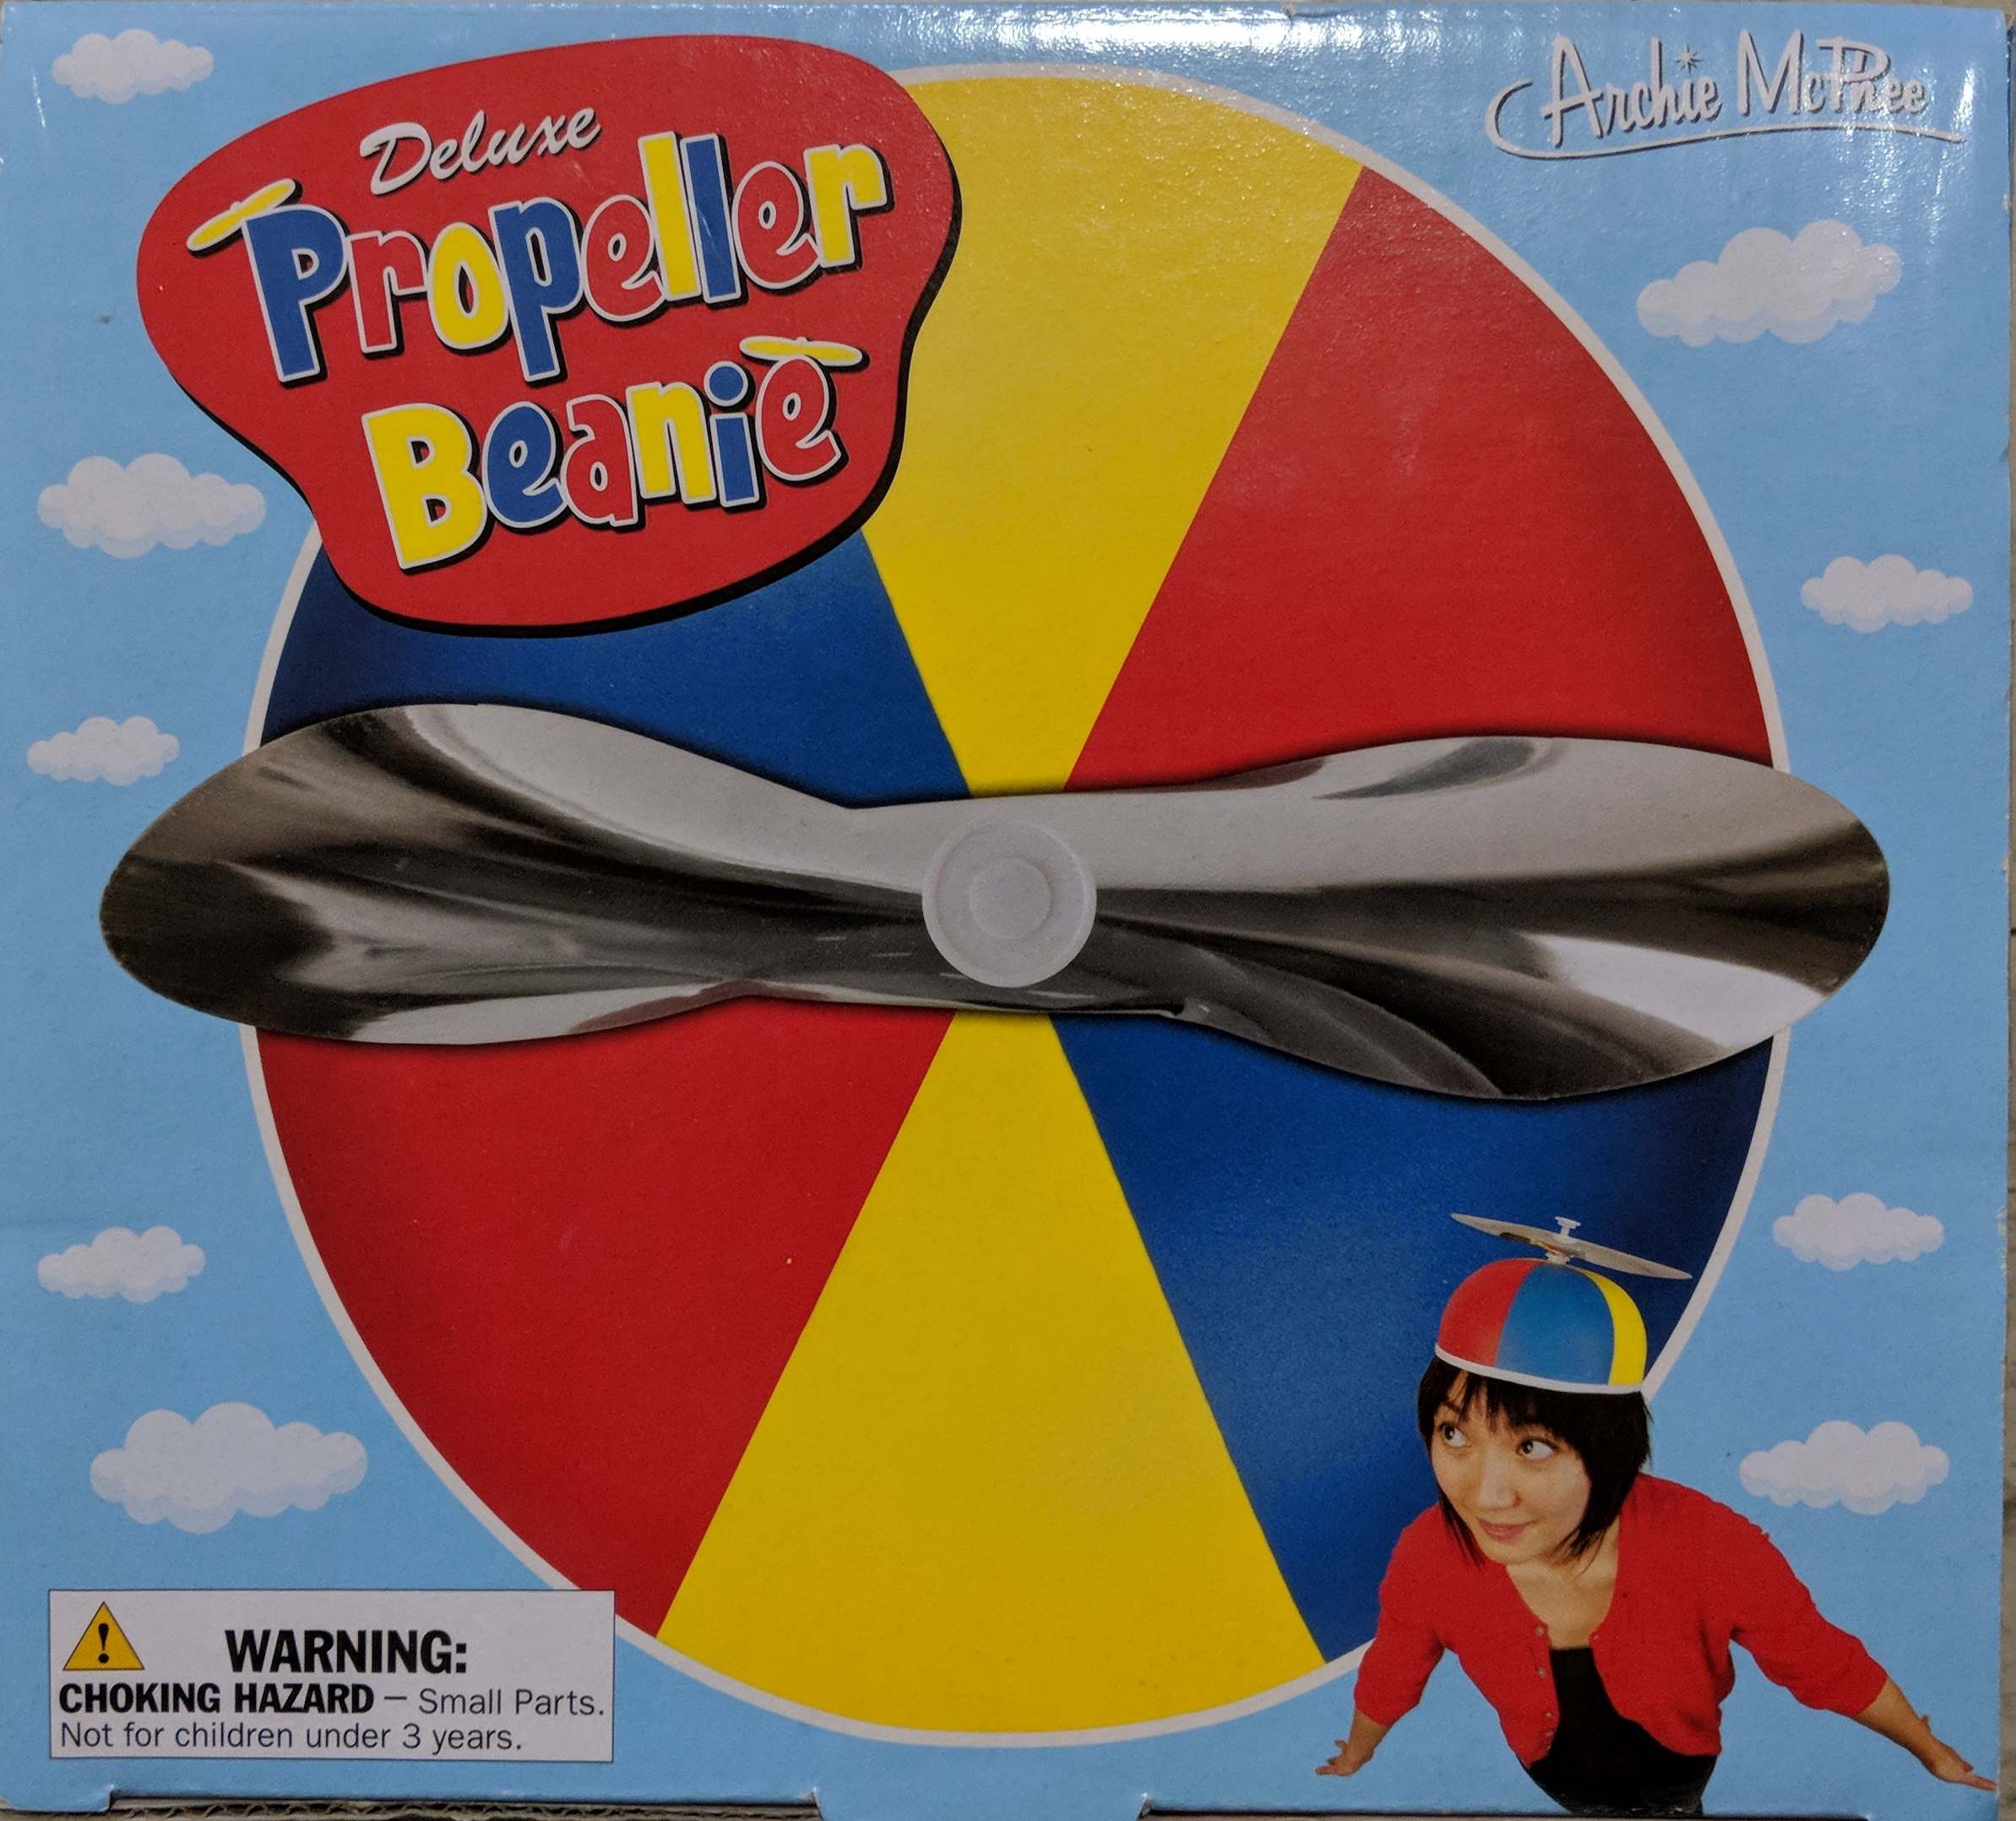 Deluxe
Propeller
Beanie
Archie McPhee
WARNING:
CHOKING HAZARD – Small Parts.
Not for children under 3 years.